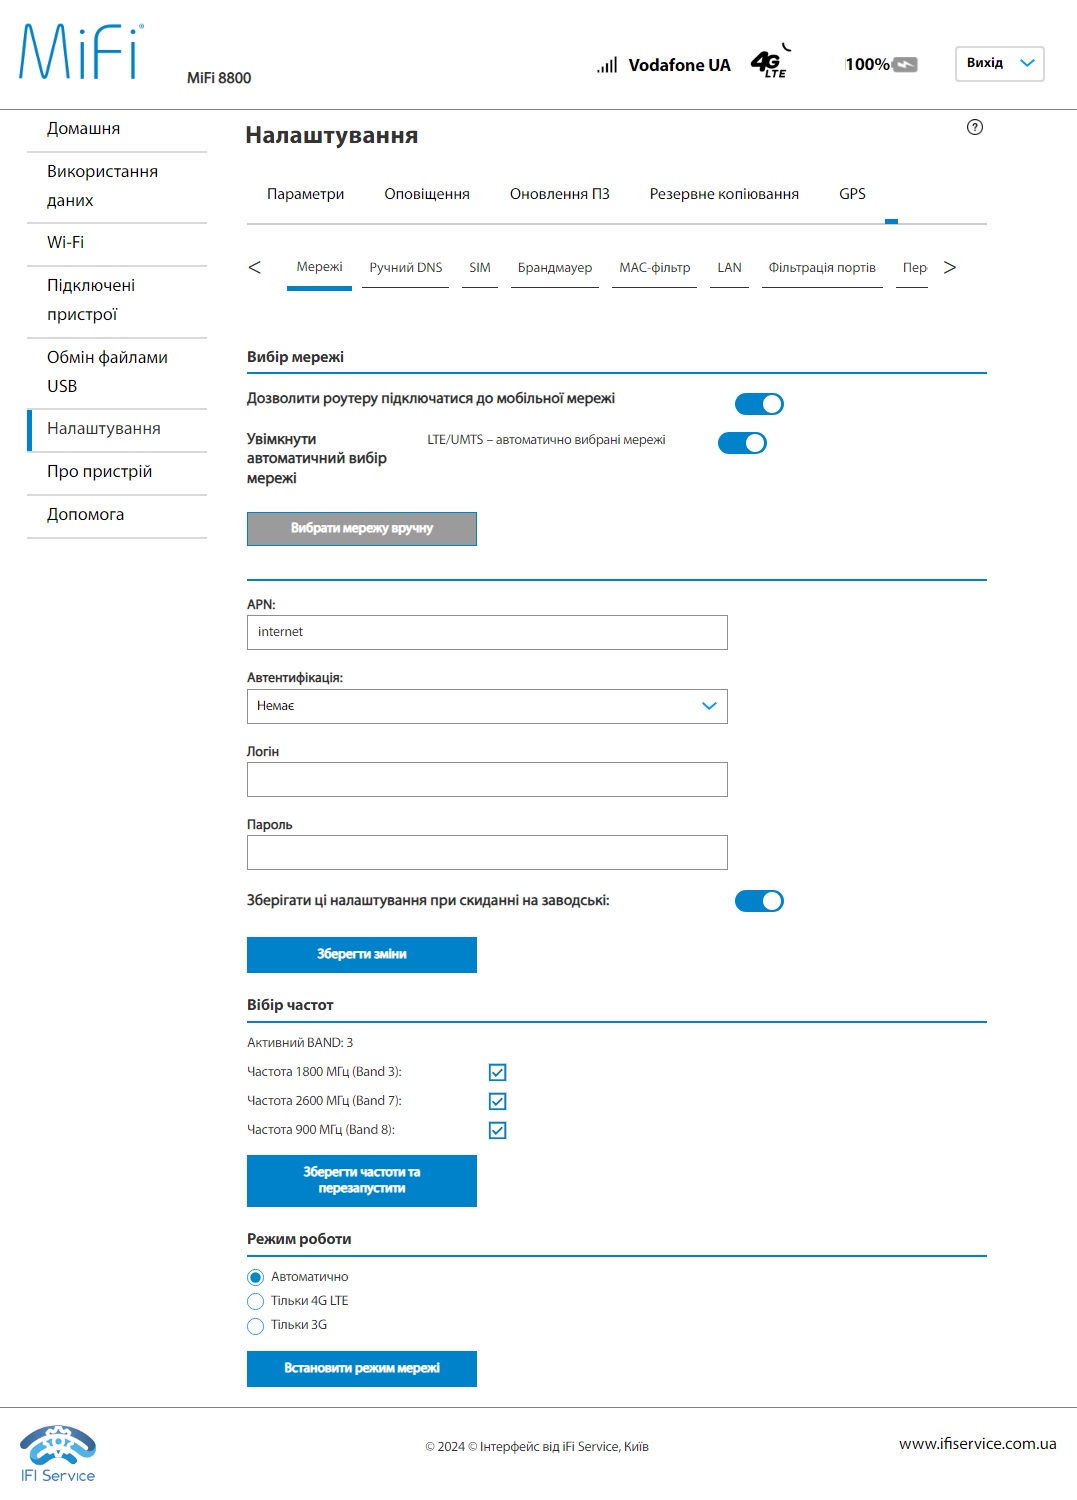 MiFi
MiFi 8800
Vodafone UA
4G LTE
100%
Вихід
Домашня
Використання
даних
Wi-Fi
Підключені
пристрої
Обмін файлами
USB
Налаштування
Про пристрій
Допомога
Налаштування
?
Параметри Оповіщення Оновлення ПЗ Резервне копіювання GPS
< Мережі Ручний DNS SIM Брандмауер MAC-фільтр LAN Фільтрація портів Пер >
Вибір мережі
Дозволити роутеру підключатися до мобільної мережі
Увімкнути
автоматичний вибір
мережі
LTE/UMTS – автоматично вибрані мережі
Вибрати мережу вручну
APN:
internet
Автентифікація:
Немає
Логін
Пароль
Зберігати ці налаштування при скиданні на заводські:
Зберегти зміни
Вібір частот
Активний BAND: 3
Частота 1800 МГц (Band 3):
Частота 2600 МГц (Band 7):
Частота 900 МГц (Band 8):
Зберегти частоти та
перезапустити
Режим роботи
Автоматично
Тільки 4G LTE
Тільки 3G
Встановити режим мережі
IFI Service
© 2024 © Інтерфейс від iFi Service, Київ
www.ifiservice.com.ua